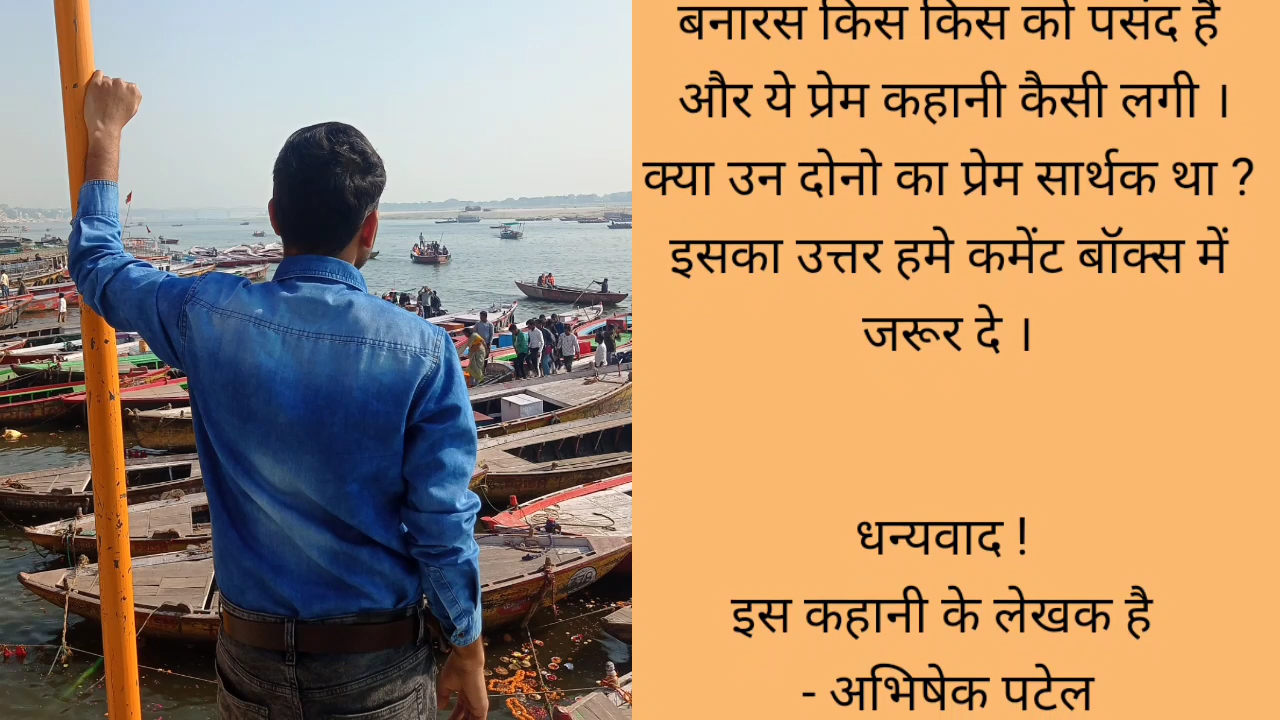 बनारस किस किस को पसंद है
और ये प्रेम कहानी कैसी लगी ।
क्या उन दोनो का प्रेम सार्थक था ?
इसका उत्तर हमे कमेंट बॉक्स में
जरूर दे ।
धन्यवाद !
इस कहानी के लेखक है
- अभिषेक पटेल